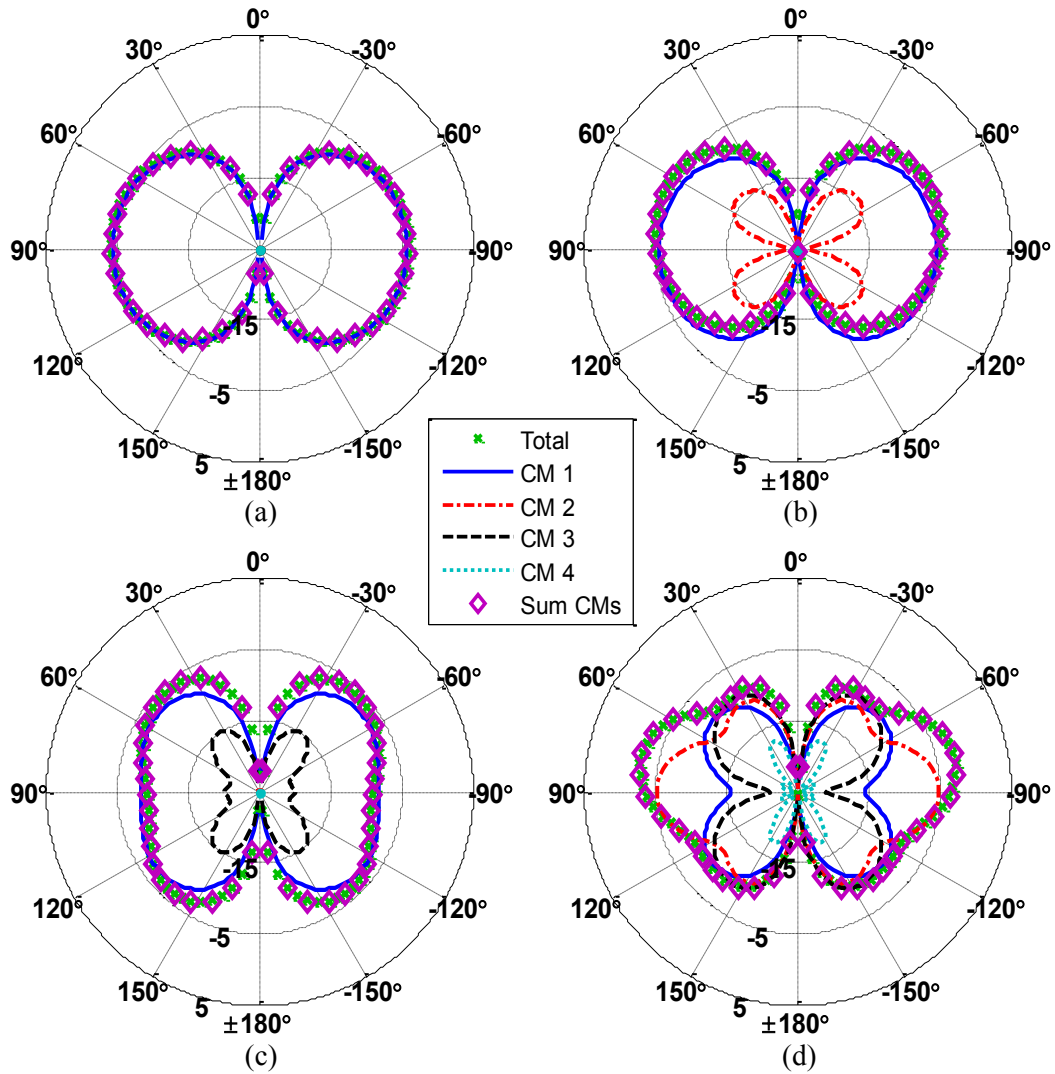 0° 0°
30° -30° 30° -30°
60° -60° 60° -60°
90° -90° 90° -90°
-15 -15
120° -120° 120° -120°
-5 -5
150° -150° 150° -150°
5 5
±180° ±180°
(a) (b)
Total
CM 1
CM 2
CM 3
CM 4
Sum CMs
0° 0°
30° -30° 30° -30°
60° -60° 60° -60°
90° -90° 90° -90°
-15 -15
120° -120° 120° -120°
-5 -5
150° -150° 150° -150°
5 5
±180° ±180°
(c) (d)